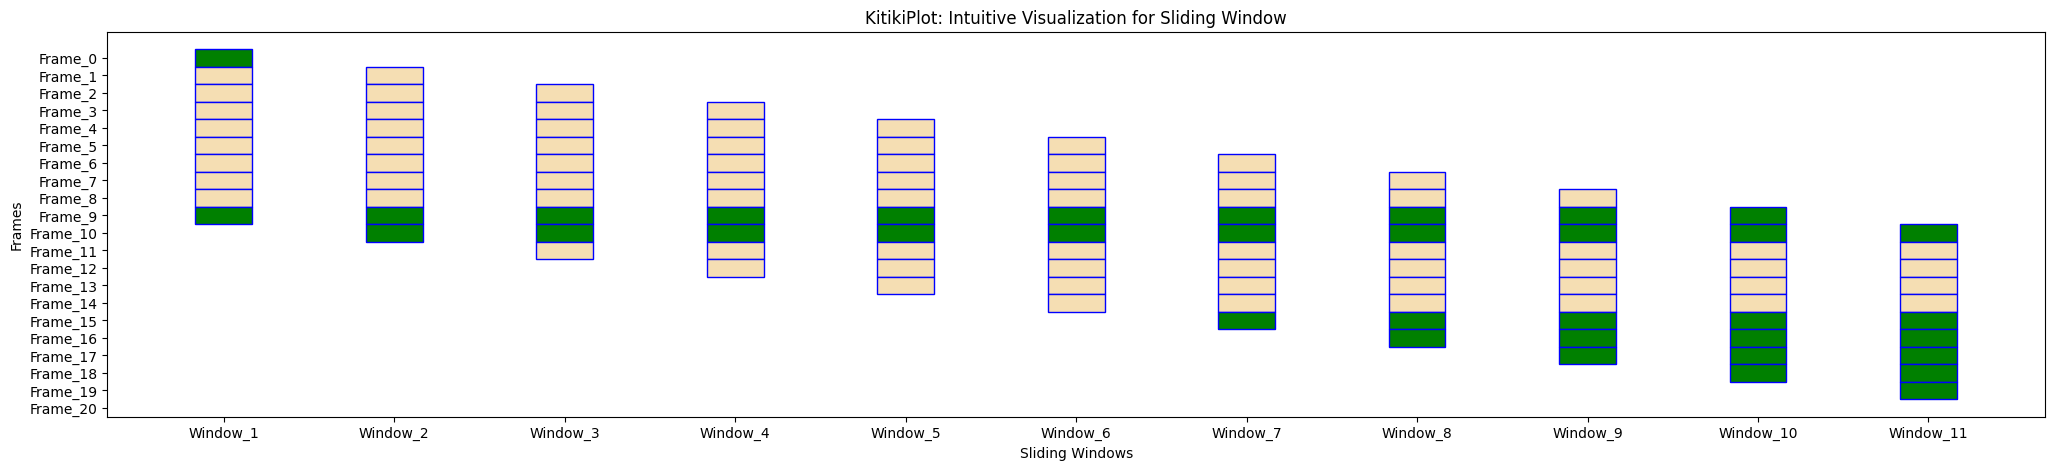 KitikiPlot: Intuitive Visualization for Sliding Window
Frames
Frame_0
Frame_1
Frame_2
Frame_3
Frame_4
Frame_5
Frame_6
Frame_7
Frame_8
Frame_9
Frame_10
Frame_11
Frame_12
Frame_13
Frame_14
Frame_15
Frame_16
Frame_17
Frame_18
Frame_19
Frame_20
Window_1 Window_2 Window_3 Window_4 Window_5 Window_6 Window_7 Window_8 Window_9 Window_10 Window_11
Sliding Windows